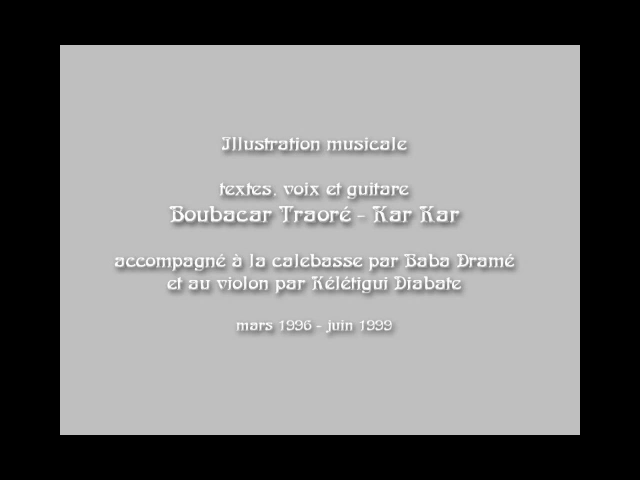 Illustration musicale
textes, voix et guitare
Boubacar Traoré - Kar Kar
accompagné à la calebasse par Baba Dramé
et au violon par Kélétigui Diabate
mars 1996 - juin 1999